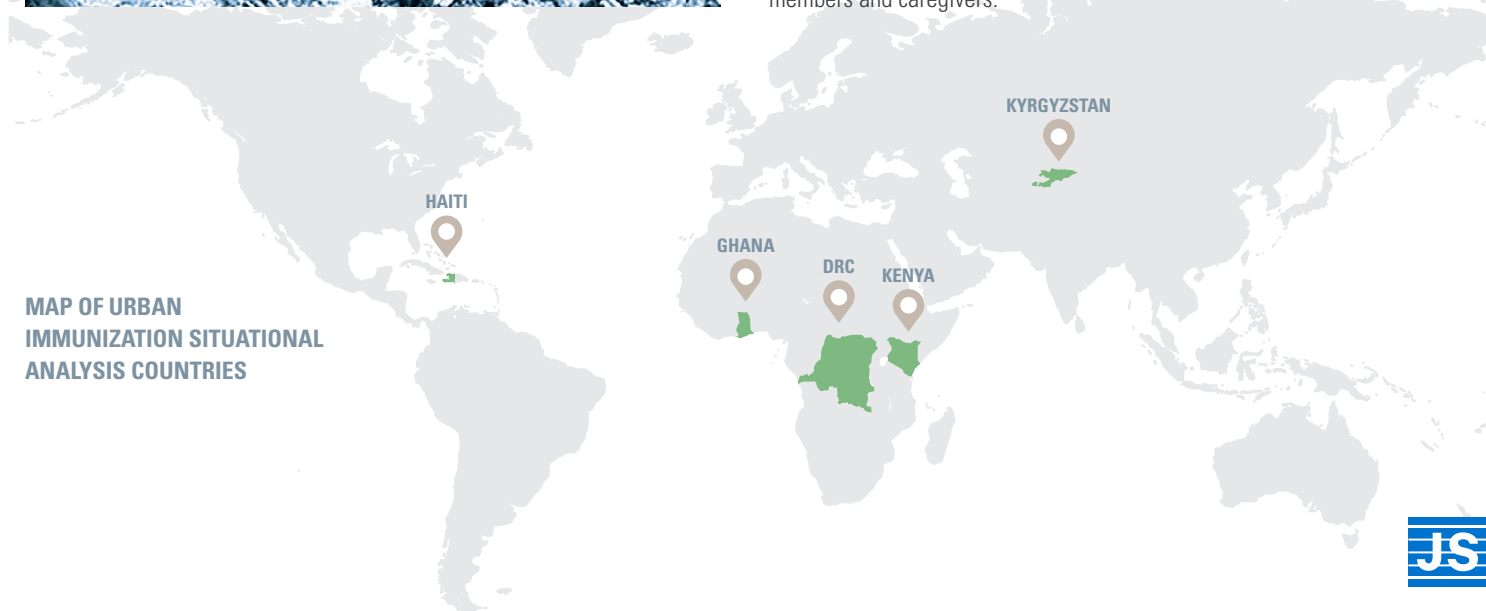 members and caregivers.
KYRGYZSTAN
HAITI
GHANA
DRC
KENYA
MAP OF URBAN
IMMUNIZATION SITUATIONAL
ANALYSIS COUNTRIES
JS